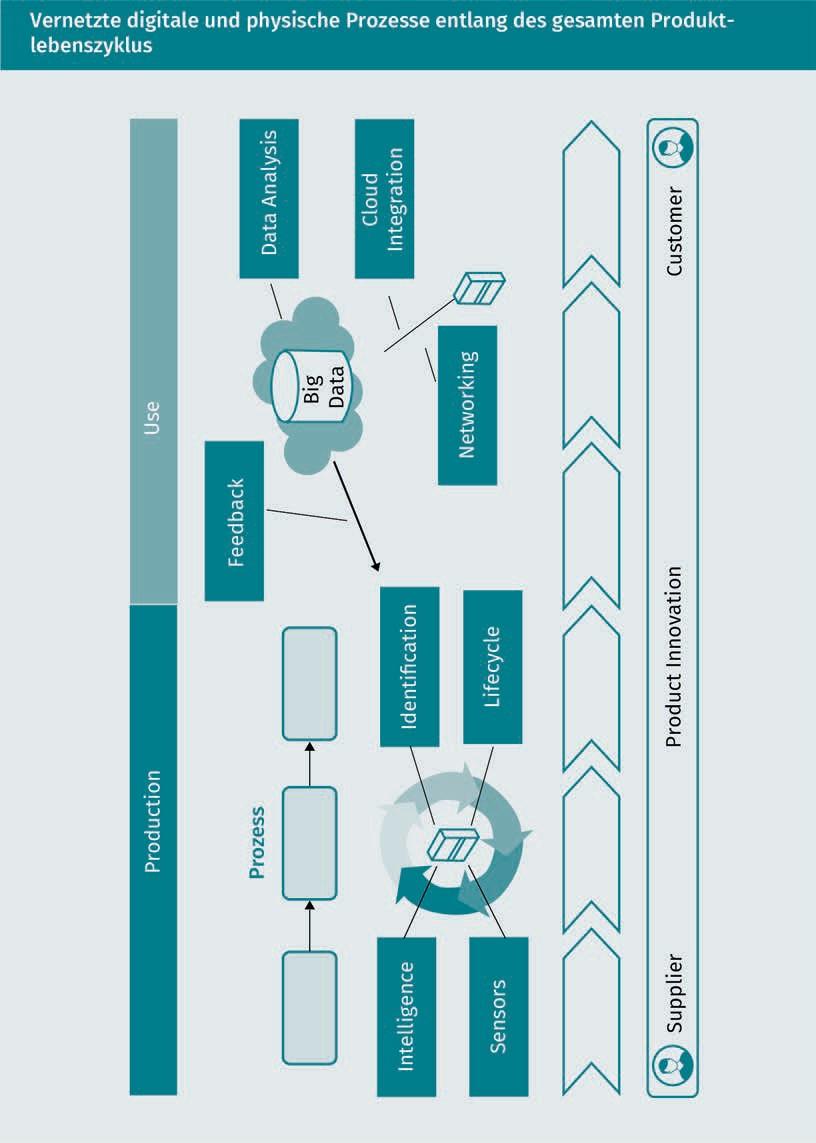 Vernetzte digitale und physische Prozesse entlang des gesamten Produkt-
lebenszyklus
Production
Use
Prozess
Feedback
Data Analysis
Big
Data
Cloud
Integration
Networking
Intelligence
Identification
Sensors
Lifecycle
Supplier
Product Innovation
Customer